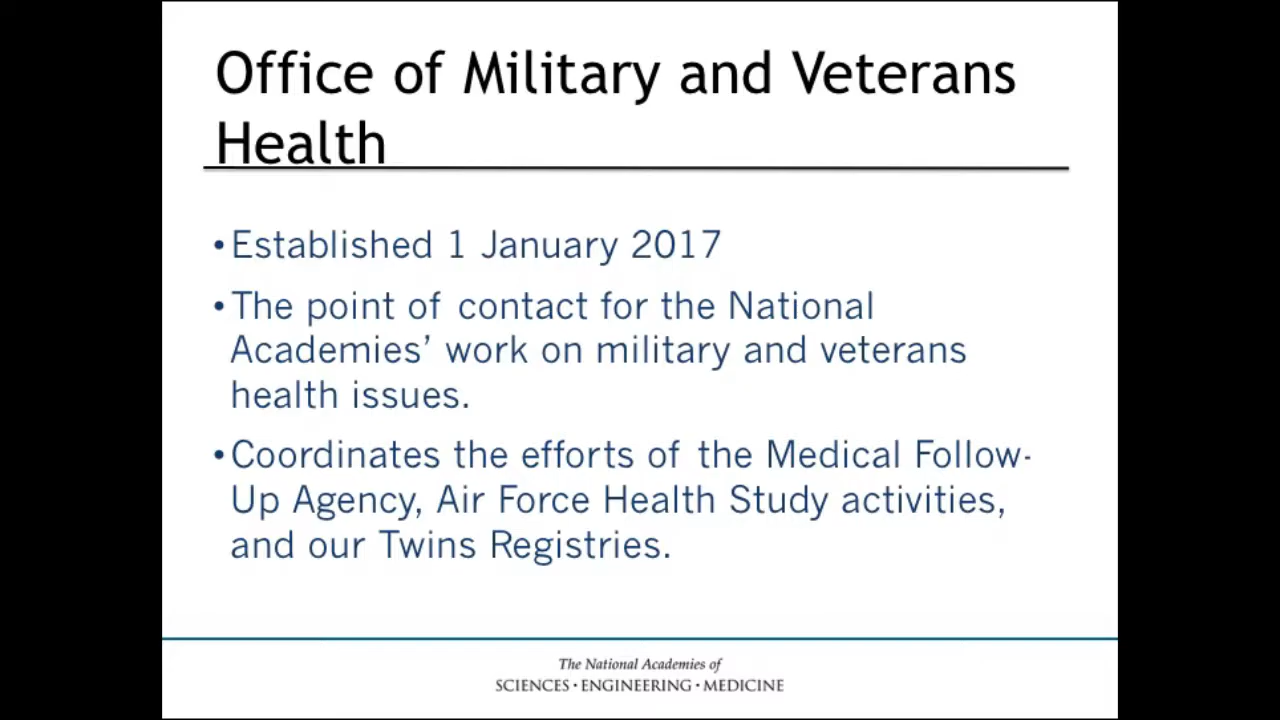 Office of Military and Veterans
Health
•Established 1 January 2017
•The point of contact for the National
Academies’ work on military and veterans
health issues.
•Coordinates the efforts of the Medical Follow-
Up Agency, Air Force Health Study activities,
and our Twins Registries.
The National Academies of
SCIENCES · ENGINEERING · MEDICINE